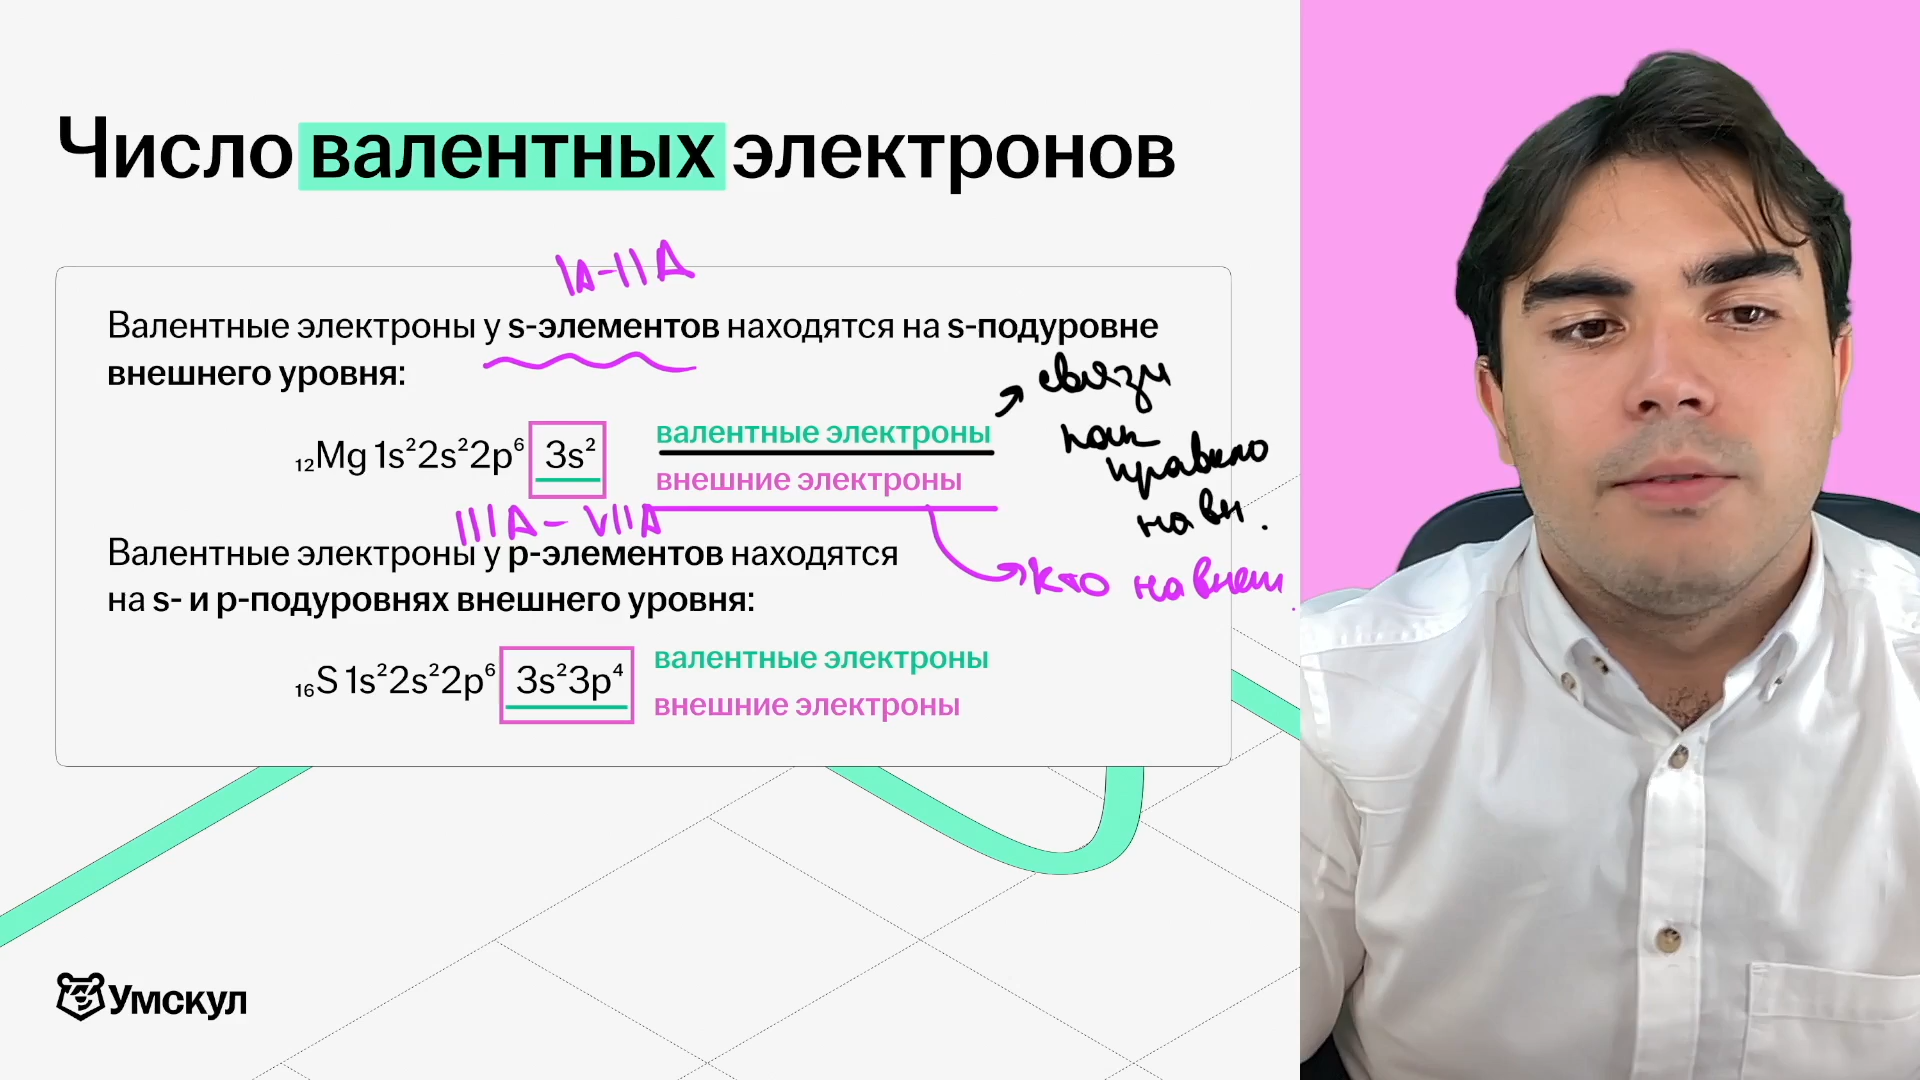 Число валентных электронов
IA-IIA
Валентные электроны у s-элементов находятся на s-подуровне
внешнего уровня:
₁₂Mg 1s²2s²2p⁶ 3s²
валентные электроны
внешние электроны
связи
как
правило
на вн.
кто на внеш.
IIIA - VIIA
Валентные электроны у p-элементов находятся
на s- и p-подуровнях внешнего уровня:
₁₆S 1s²2s²2p⁶ 3s²3p⁴
валентные электроны
внешние электроны
Умскул